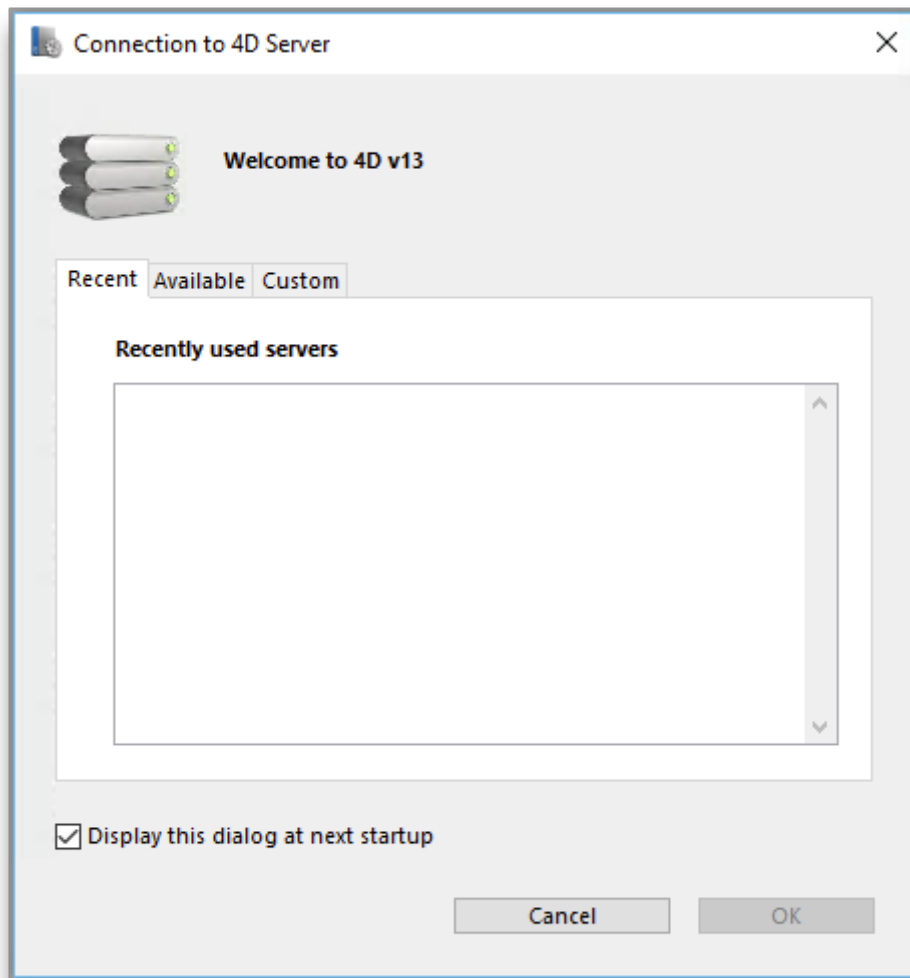 Connection to 4D Server
Welcome to 4D v13
Recent Available Custom
Recently used servers
Display this dialog at next startup
Cancel OK